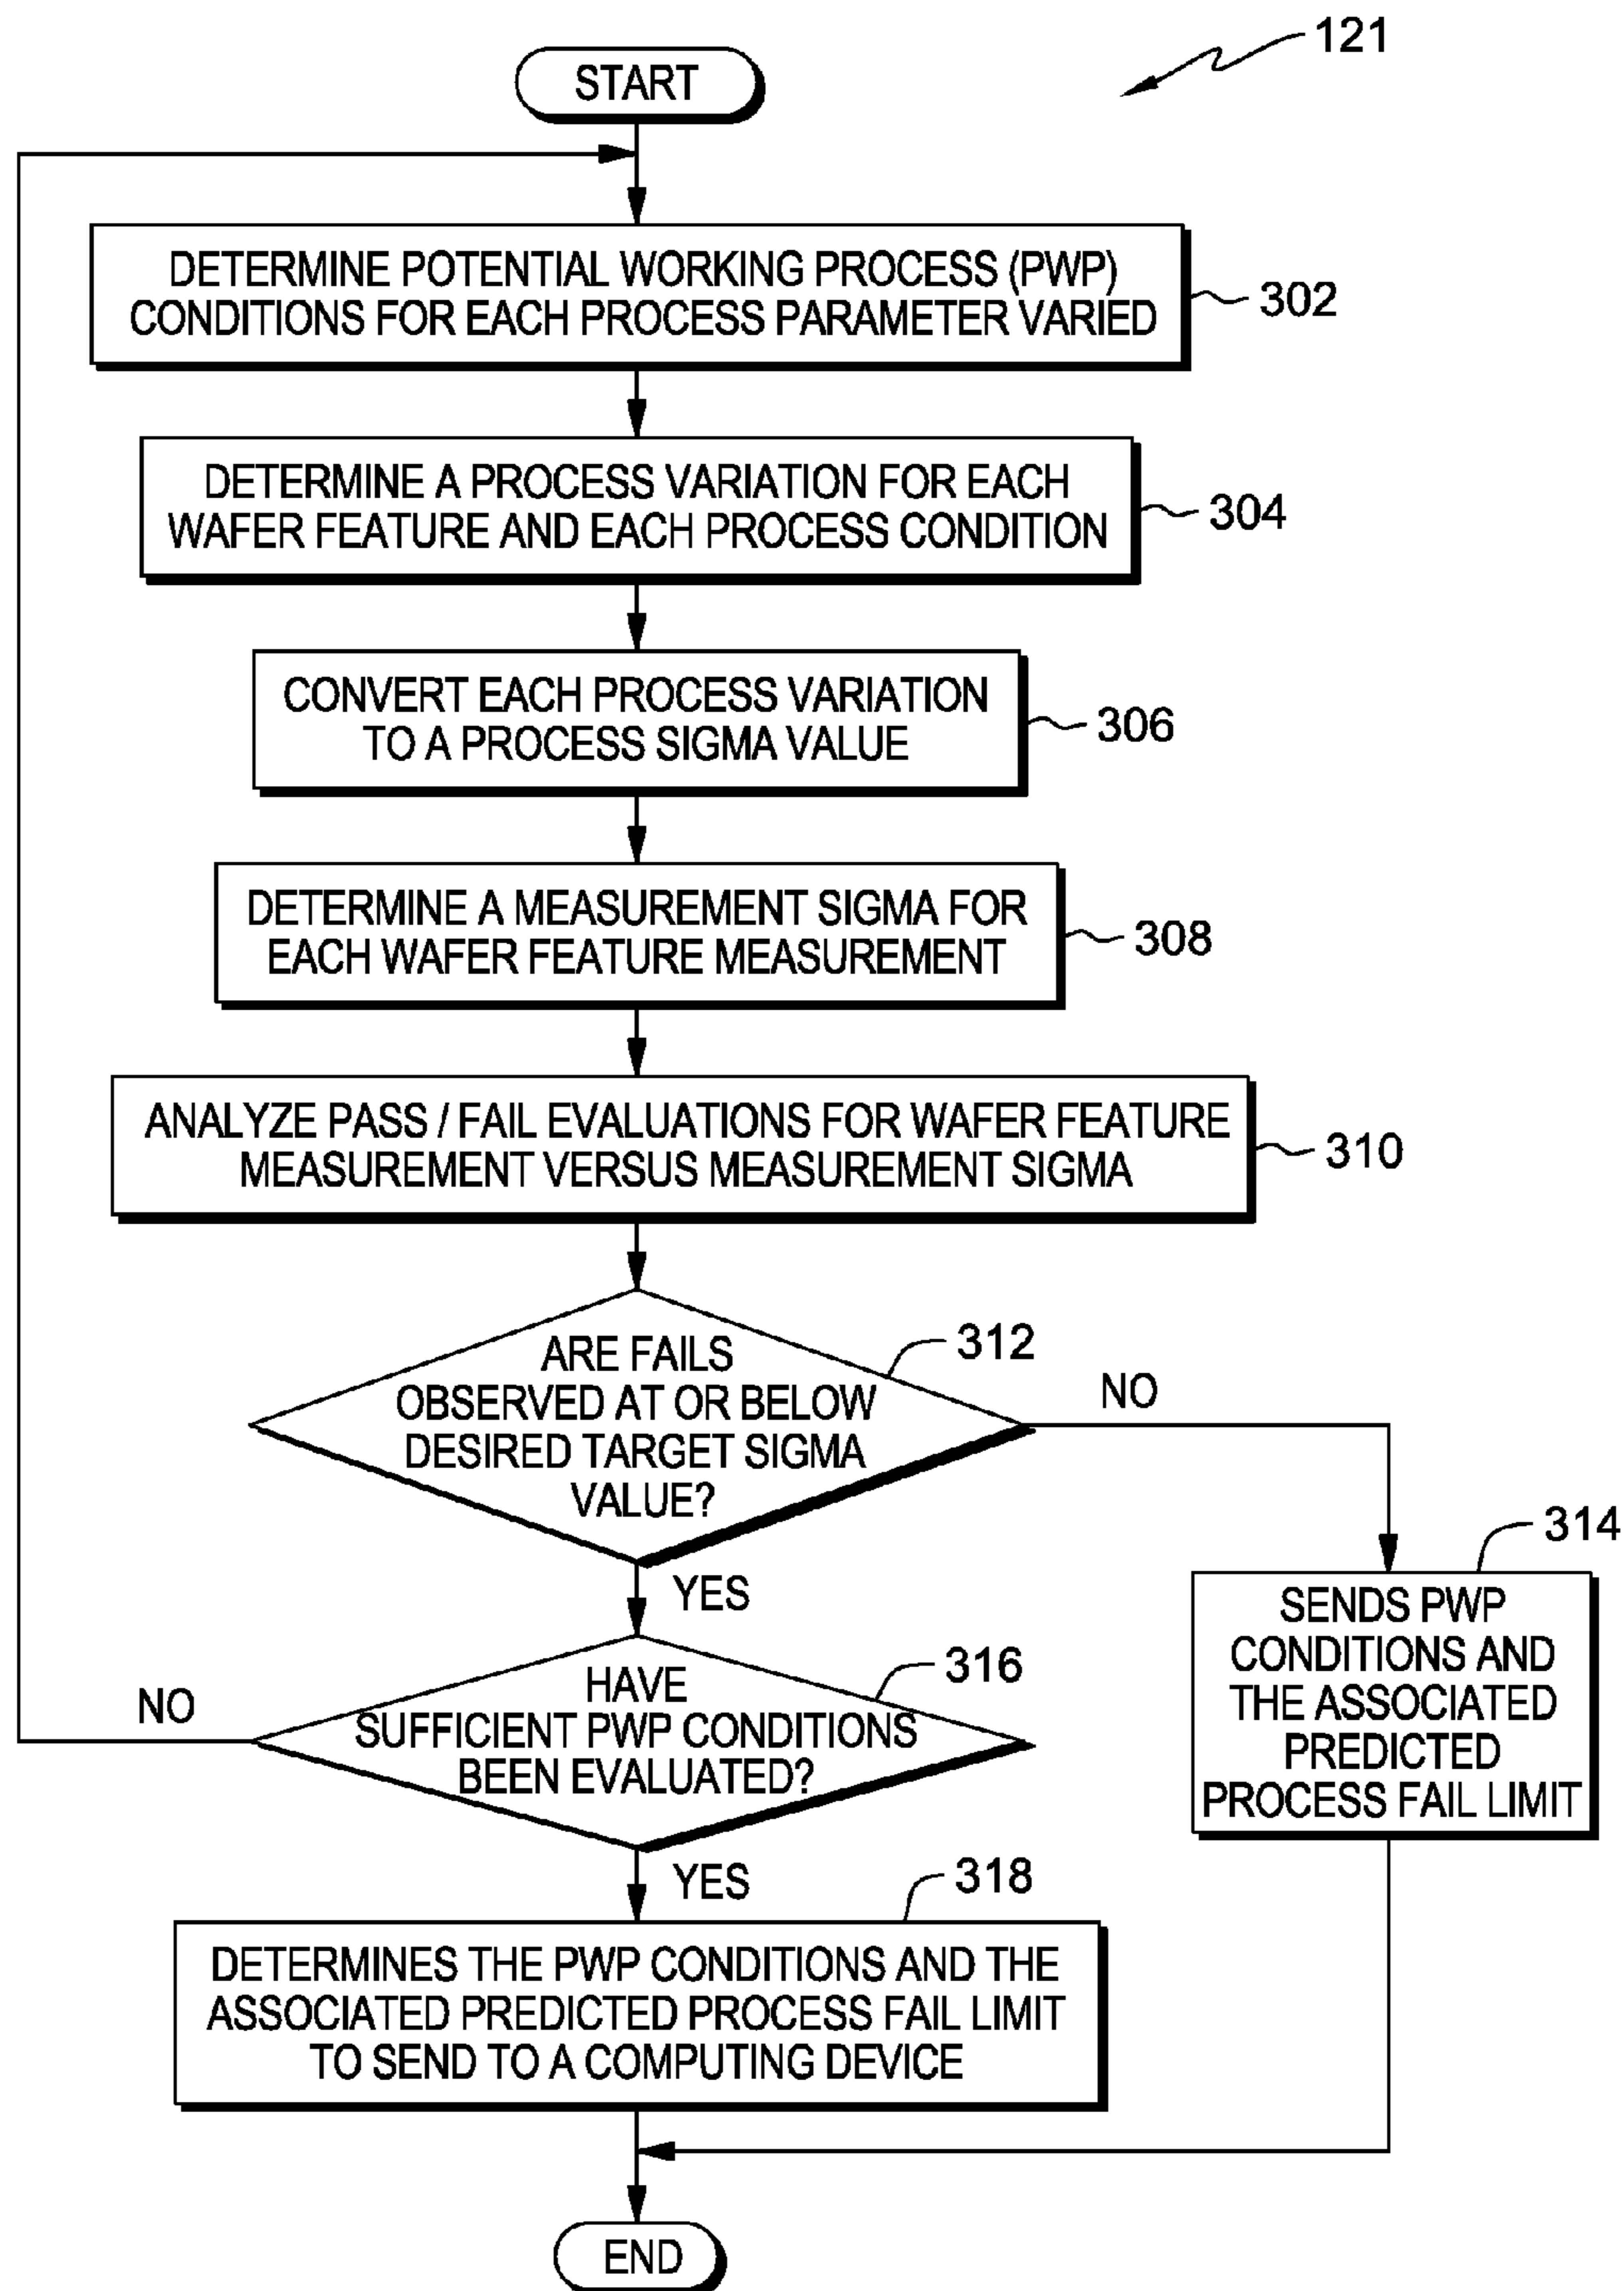 121
START
DETERMINE POTENTIAL WORKING PROCESS (PWP)
CONDITIONS FOR EACH PROCESS PARAMETER VARIED
302
DETERMINE A PROCESS VARIATION FOR EACH
WAFER FEATURE AND EACH PROCESS CONDITION
304
CONVERT EACH PROCESS VARIATION
TO A PROCESS SIGMA VALUE
306
DETERMINE A MEASUREMENT SIGMA FOR
EACH WAFER FEATURE MEASUREMENT
308
ANALYZE PASS / FAIL EVALUATIONS FOR WAFER FEATURE
MEASUREMENT VERSUS MEASUREMENT SIGMA
310
ARE FAILS
OBSERVED AT OR BELOW
DESIRED TARGET SIGMA
VALUE?
312
NO
YES
314
SENDS PWP
CONDITIONS AND
THE ASSOCIATED
PREDICTED
PROCESS FAIL LIMIT
HAVE
SUFFICIENT PWP CONDITIONS
BEEN EVALUATED?
316
NO
YES
318
DETERMINES THE PWP CONDITIONS AND THE
ASSOCIATED PREDICTED PROCESS FAIL LIMIT
TO SEND TO A COMPUTING DEVICE
END